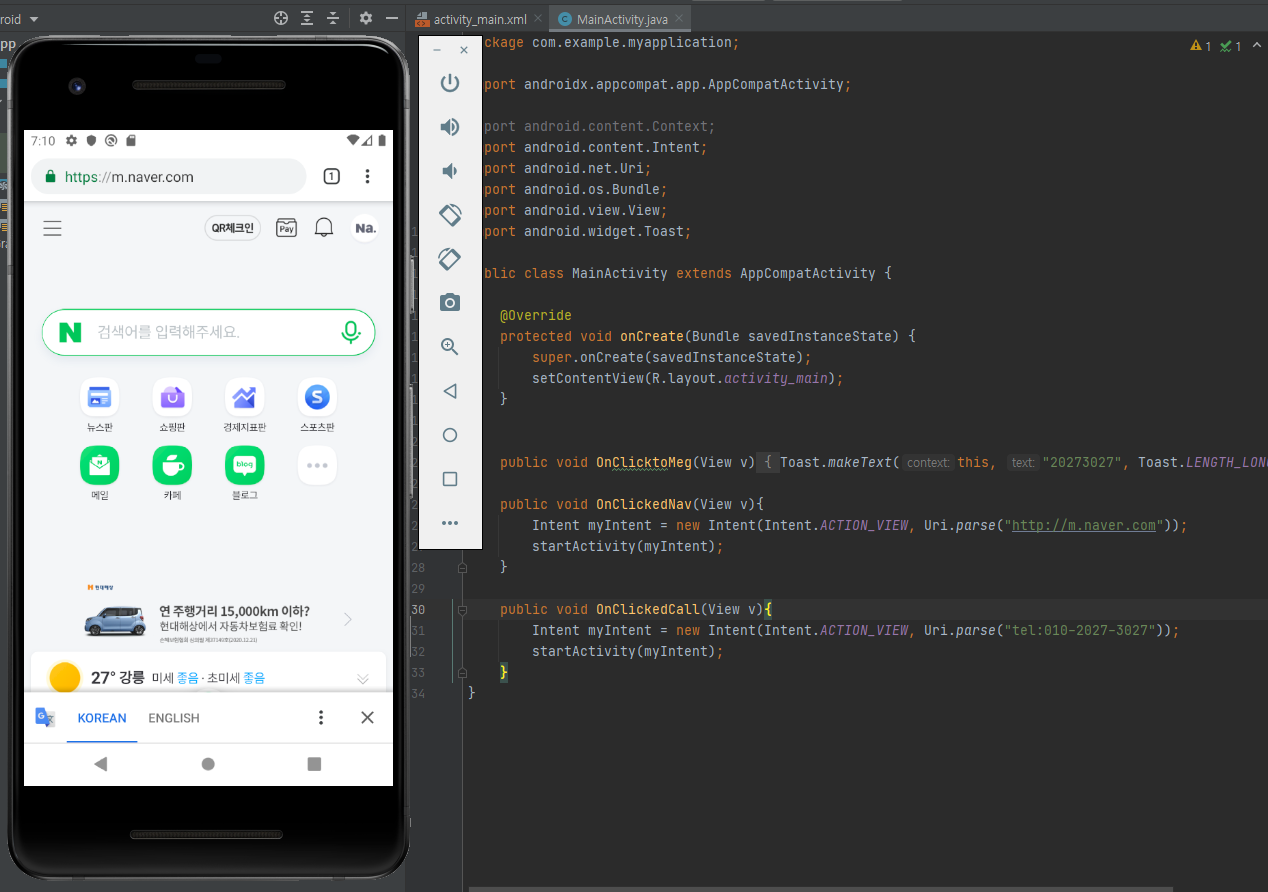 roid
activity_main.xml
MainActivity.java
pp
ckage com.example.myapplication;
1
1
port androidx.appcompat.app.AppCompatActivity;
port android.content.Context;
port android.content.Intent;
port android.net.Uri;
port android.os.Bundle;
port android.view.View;
port android.widget.Toast;
blic class MainActivity extends AppCompatActivity {
@Override
protected void onCreate(Bundle savedInstanceState) {
super.onCreate(savedInstanceState);
setContentView(R.layout.activity_main);
}
public void OnClicktoMeg(View v) { Toast.makeText( context: this, text: "20273027", Toast.LENGTH_LON
public void OnClickedNav(View v){
Intent myIntent = new Intent(Intent.ACTION_VIEW, Uri.parse("http://m.naver.com"));
startActivity(myIntent);
28 }
29
30 public void OnClickedCall(View v){
31 Intent myIntent = new Intent(Intent.ACTION_VIEW, Uri.parse("tel:010-2027-3027"));
32 startActivity(myIntent);
33 }
34 }
7:10
https://m.naver.com
1
QR체크인
Pay
Na.
N 검색어를 입력해주세요.
뉴스판 쇼핑판 경제지표판 스포츠판
blog
메일 카페 블로그
현대해상
연 주행거리 15,000km 이하?
현대해상에서 자동차보험료 확인!
27° 강릉 미세 좋음 · 초미세 좋음
KOREAN ENGLISH